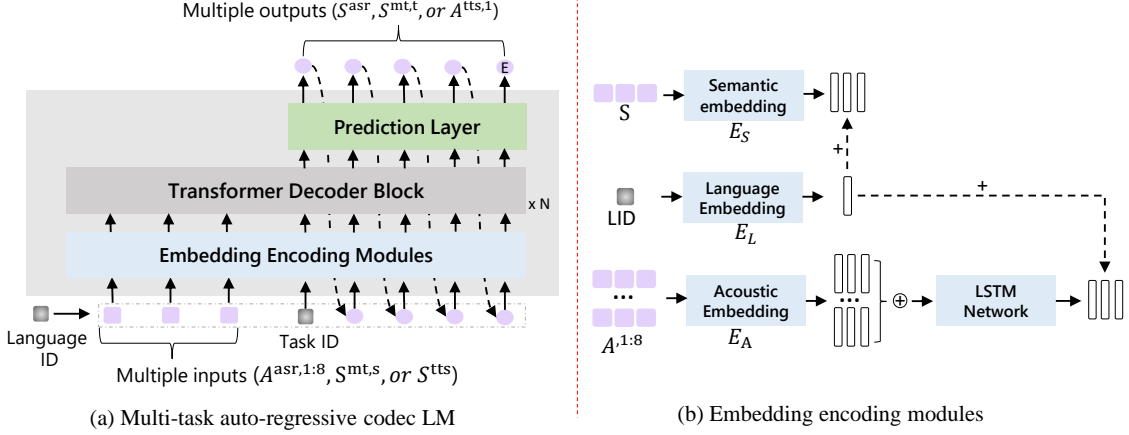 Multiple outputs (S^asr, S^mt,t, or A^tts,1)
E
Prediction Layer
Transformer Decoder Block
x N
Embedding Encoding Modules
Language
ID
Task ID
Multiple inputs (A^asr,1:8, S^mt,s, or S^tts)
(a) Multi-task auto-regressive codec LM
S
Semantic
embedding
E_S
+
LID
Language
Embedding
E_L
+
...
A^,1:8
Acoustic
Embedding
E_A
...
⊕
LSTM
Network
(b) Embedding encoding modules